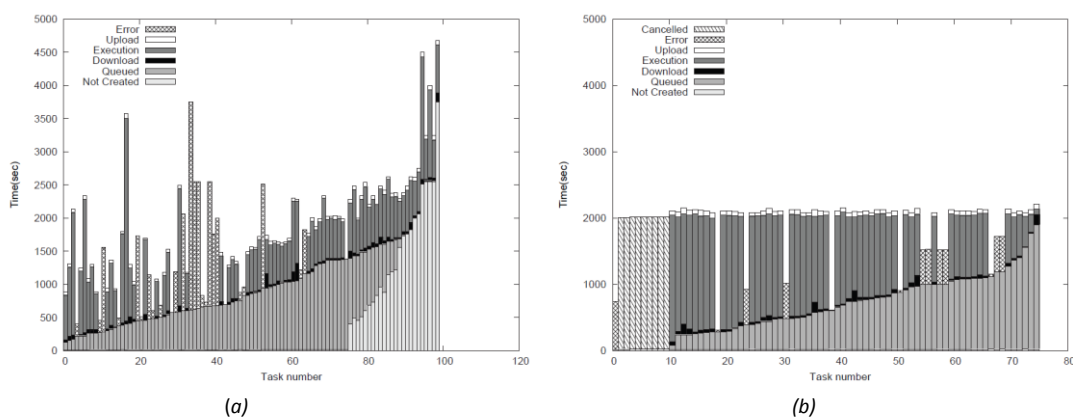 Error
Upload
Execution
Download
Queued
Not Created
Time(sec)
5000
4500
4000
3500
3000
2500
2000
1500
1000
500
0
0 20 40 60 80 100 120
Task number
(a)
Cancelled
Error
Upload
Execution
Download
Queued
Not Created
Time(sec)
5000
4000
3000
2000
1000
0
0 10 20 30 40 50 60 70 80
Task number
(b)